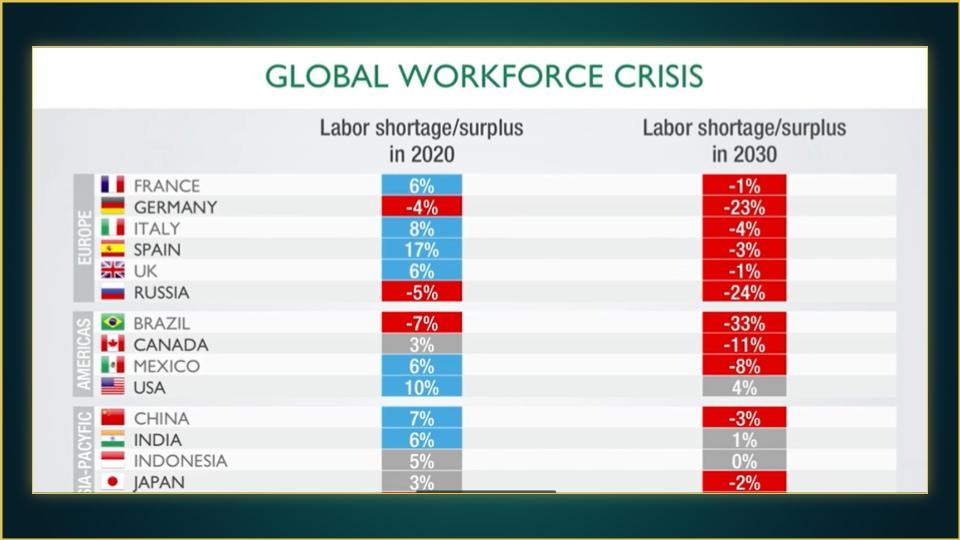 GLOBAL WORKFORCE CRISIS
Labor shortage/surplus
in 2020
Labor shortage/surplus
in 2030
EUROPE
FRANCE 6% -1%
GERMANY -4% -23%
ITALY 8% -4%
SPAIN 17% -3%
UK 6% -1%
RUSSIA -5% -24%
AMERICAS
BRAZIL -7% -33%
CANADA 3% -11%
MEXICO 6% -8%
USA 10% 4%
SIA-PACYFIC
CHINA 7% -3%
INDIA 6% 1%
INDONESIA 5% 0%
JAPAN 3% -2%